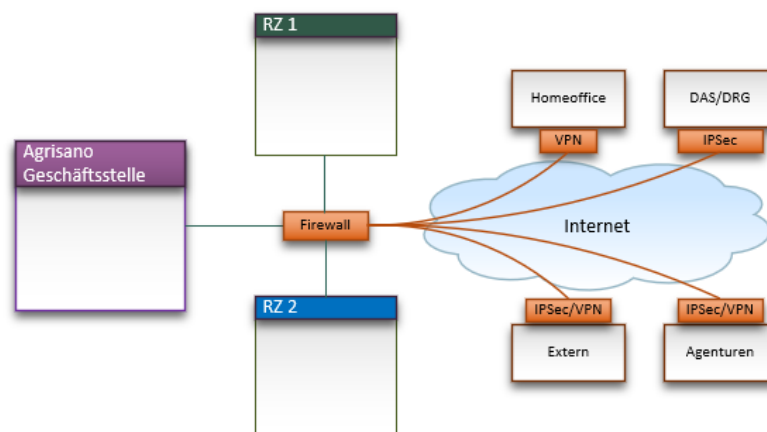 RZ 1
Homeoffice
DAS/DRG
VPN
IPSec
Agrisano
Geschäftsstelle
Firewall
Internet
RZ 2
IPSec/VPN
IPSec/VPN
Extern
Agenturen